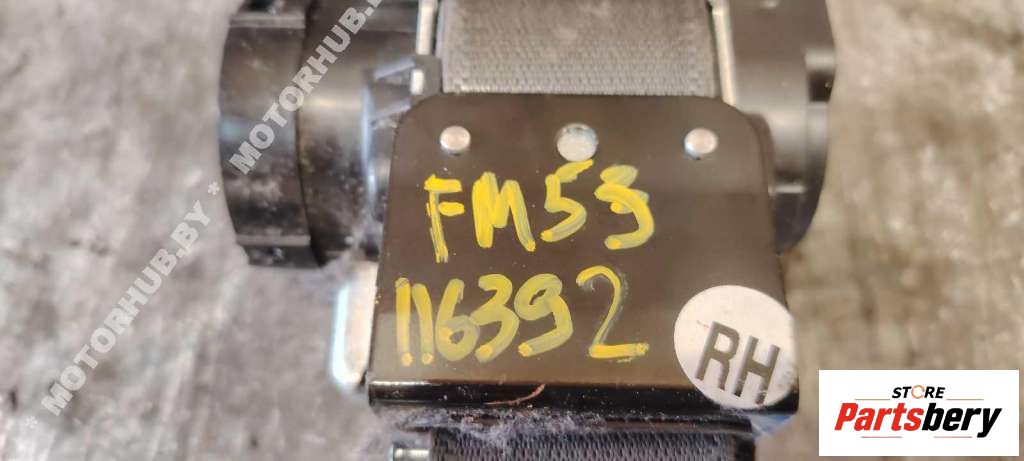 MOTORHUB.BY * MOTORHUB.BY *
FM53
116392
RH
STORE
Partsbery